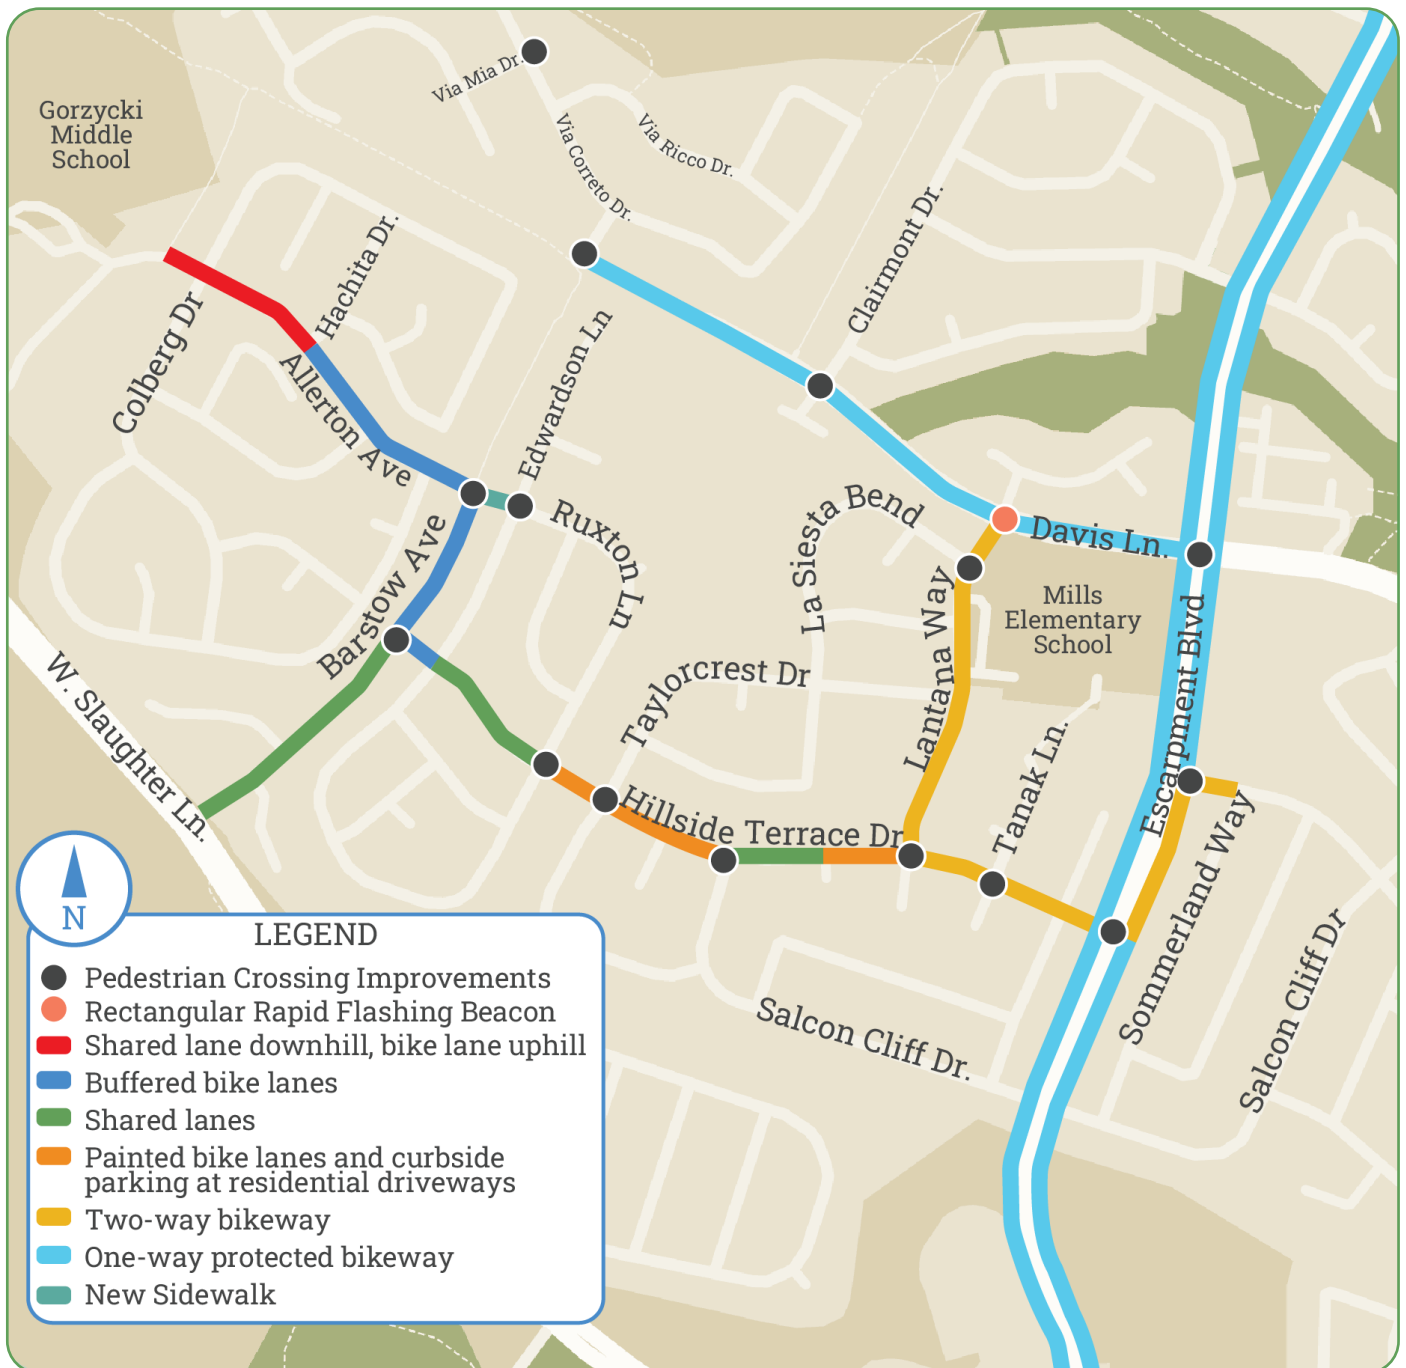 Via Mia Dr.
Gorzycki
Middle
School
Via Correto Dr.
Via Ricco Dr.
Clairmont Dr.
Hachita Dr.
Colberg Dr
Allerton Ave
Edwardson Ln
Ruxton Ln
La Siesta Bend
Davis Ln.
Barstow Ave
Lantana Way
Mills
Elementary
School
Escarpment Blvd
W. Slaughter Ln.
Taylorcrest Dr
Tanak Ln.
Hillside Terrace Dr
Sommerland Way
Salcon Cliff Dr
Salcon Cliff Dr.
N
LEGEND
Pedestrian Crossing Improvements
Rectangular Rapid Flashing Beacon
Shared lane downhill, bike lane uphill
Buffered bike lanes
Shared lanes
Painted bike lanes and curbside
parking at residential driveways
Two-way bikeway
One-way protected bikeway
New Sidewalk